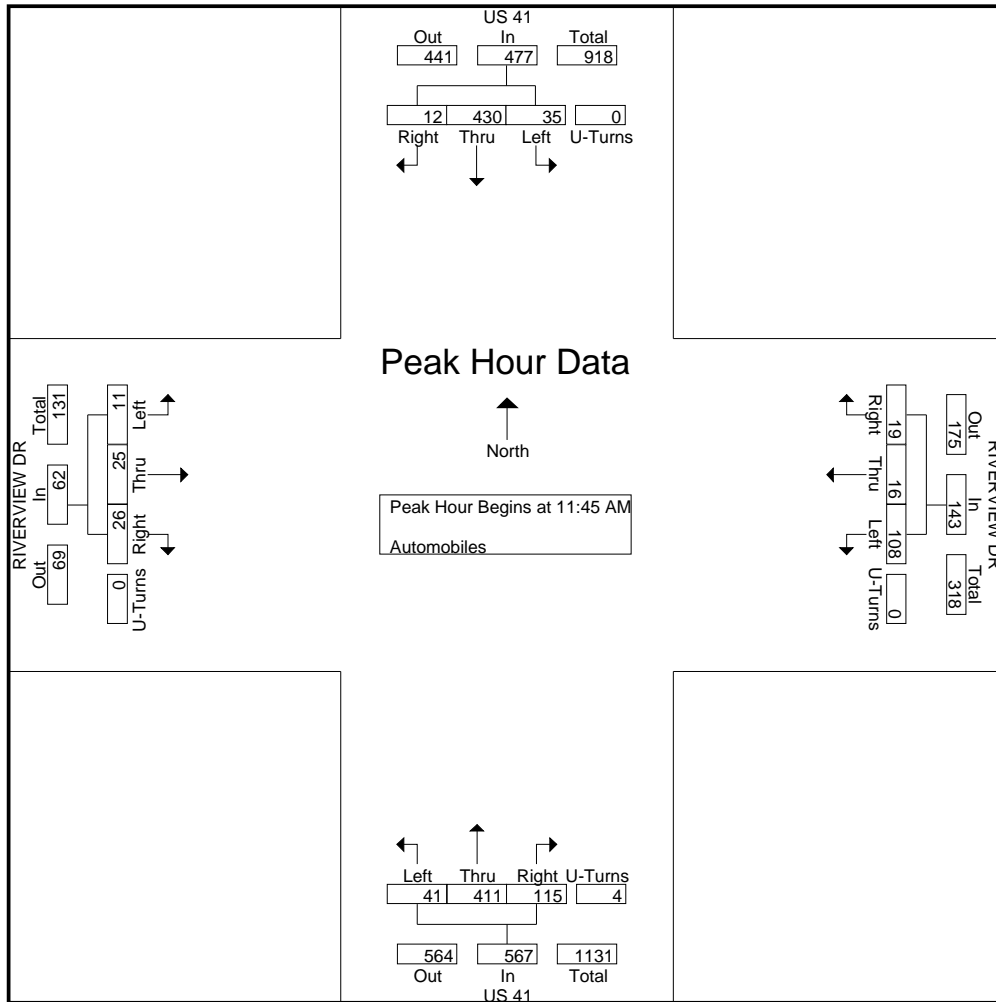 US 41
Out In Total
441 477 918
12 430 35 0
Right Thru Left U-Turns
Peak Hour Data
North
Peak Hour Begins at 11:45 AM
Automobiles
RIVERVIEW DR
Total In Out
131 62 69
11 25 26 0
Left Thru Right U-Turns
RIVERVIEW DR
Out In Total
175 143 318
19 16 108 0
Right Thru Left U-Turns
Left Thru Right U-Turns
41 411 115 4
564 567 1131
Out In Total
US 41